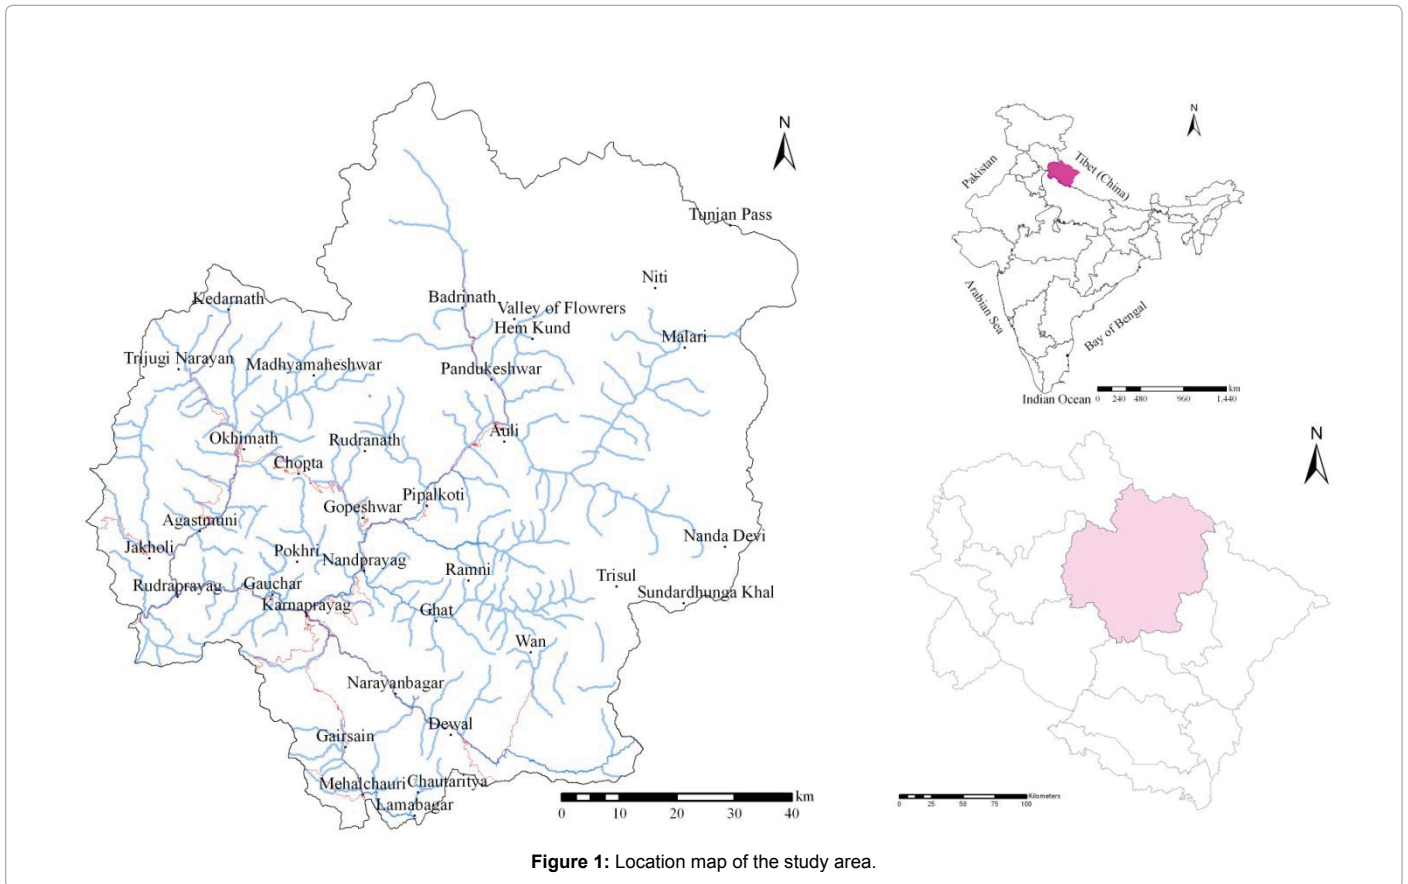 N
Tunjan Pass
Niti
Kedarnath
Badrinath
Valley of Flowrers
Hem Kund
Malari
Trijugi Narayan
Madhyamaheshwar
Pandukeshwar
Okhimath
Rudranath
Auli
Chopta
Pipalkoti
Gopeshwar
Agastmuni
Jakholi
Pokhri
Nandprayag
Nanda Devi
Rudraprayag
Gauchar
Ramni
Trisul
Sundardhunga Khal
Karnaprayag
Ghat
Wan
Narayanbagar
Dewal
Gairsain
Mehalchauri
Chautaritya
Lamabagar
km
0 10 20 30 40
N
Pakistan
Tibet (China)
Arabian Sea
Bay of Bengal
Indian Ocean
km
0 240 480 960 1,440
N
Kilometers
0 25 50 75 100
Figure 1: Location map of the study area.